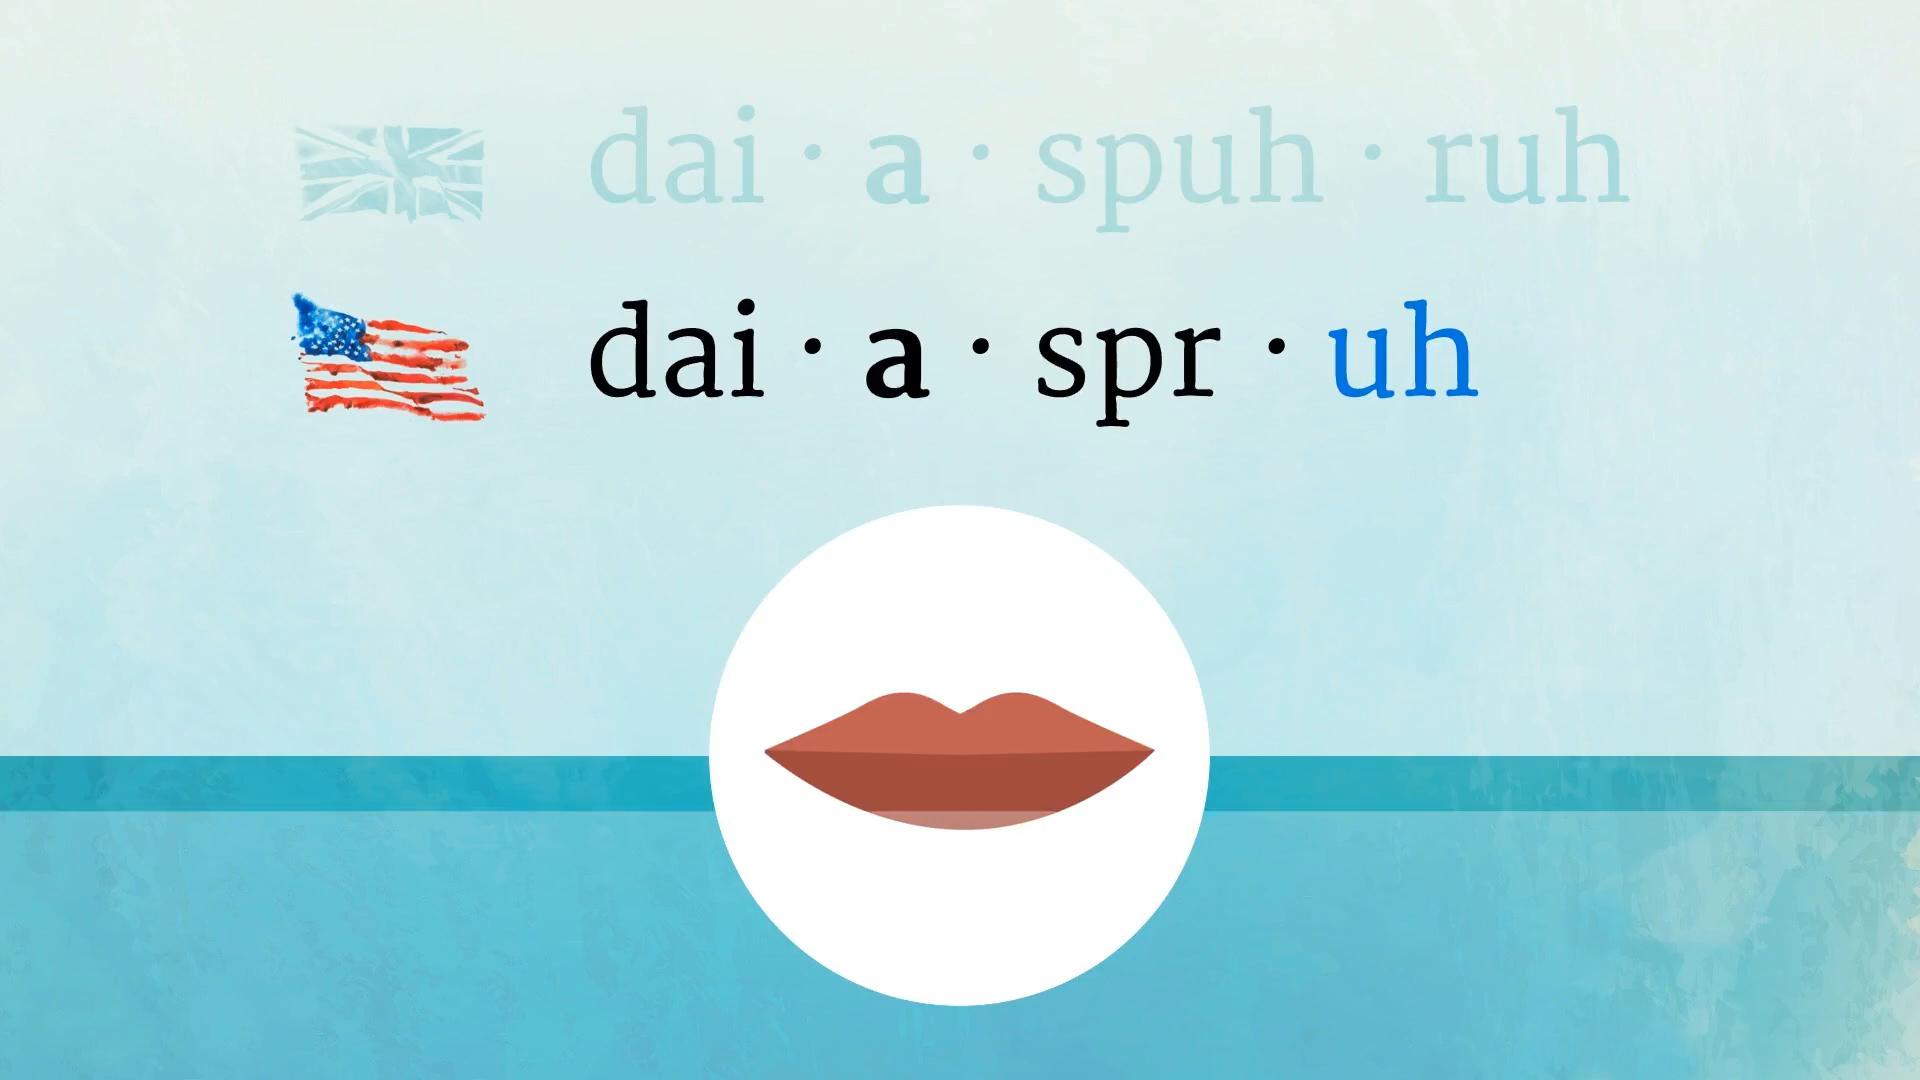 dai · a · spuh · ruh
dai · a · spr · uh